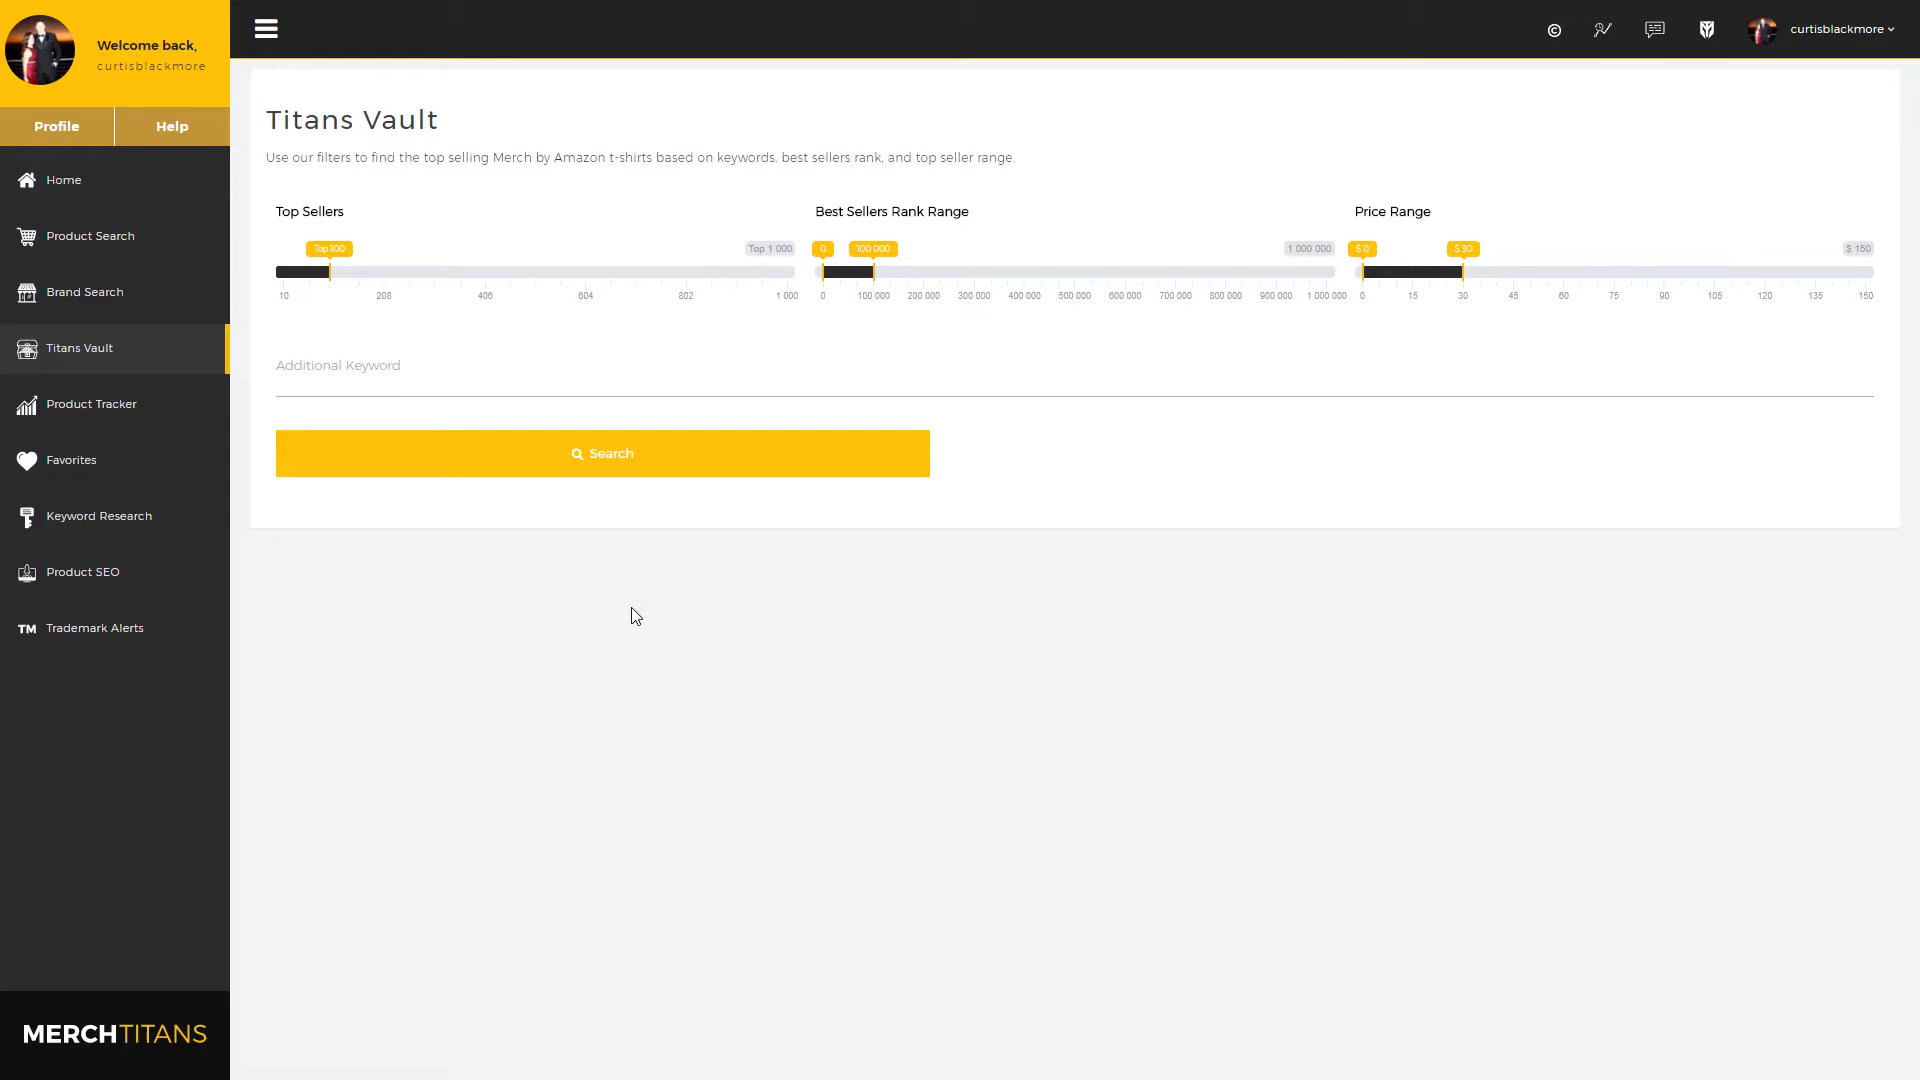 Welcome back,
curtisblackmore
Profile
Help
Home
Product Search
Brand Search
Titans Vault
Product Tracker
Favorites
Keyword Research
Product SEO
TM Trademark Alerts
MERCHTITANS
curtisblackmore
Titans Vault
Use our filters to find the top selling Merch by Amazon t-shirts based on keywords, best sellers rank, and top seller range.
Top Sellers
Top 100 Top 1 000
10 208 406 604 802 1 000
Best Sellers Rank Range
0 100 000 1 000 000
0 100 000 200 000 300 000 400 000 500 000 600 000 700 000 800 000 900 000 1 000 000
Price Range
$ 0 $ 30 $ 150
0 15 30 45 60 75 90 105 120 135 150
Additional Keyword
Search